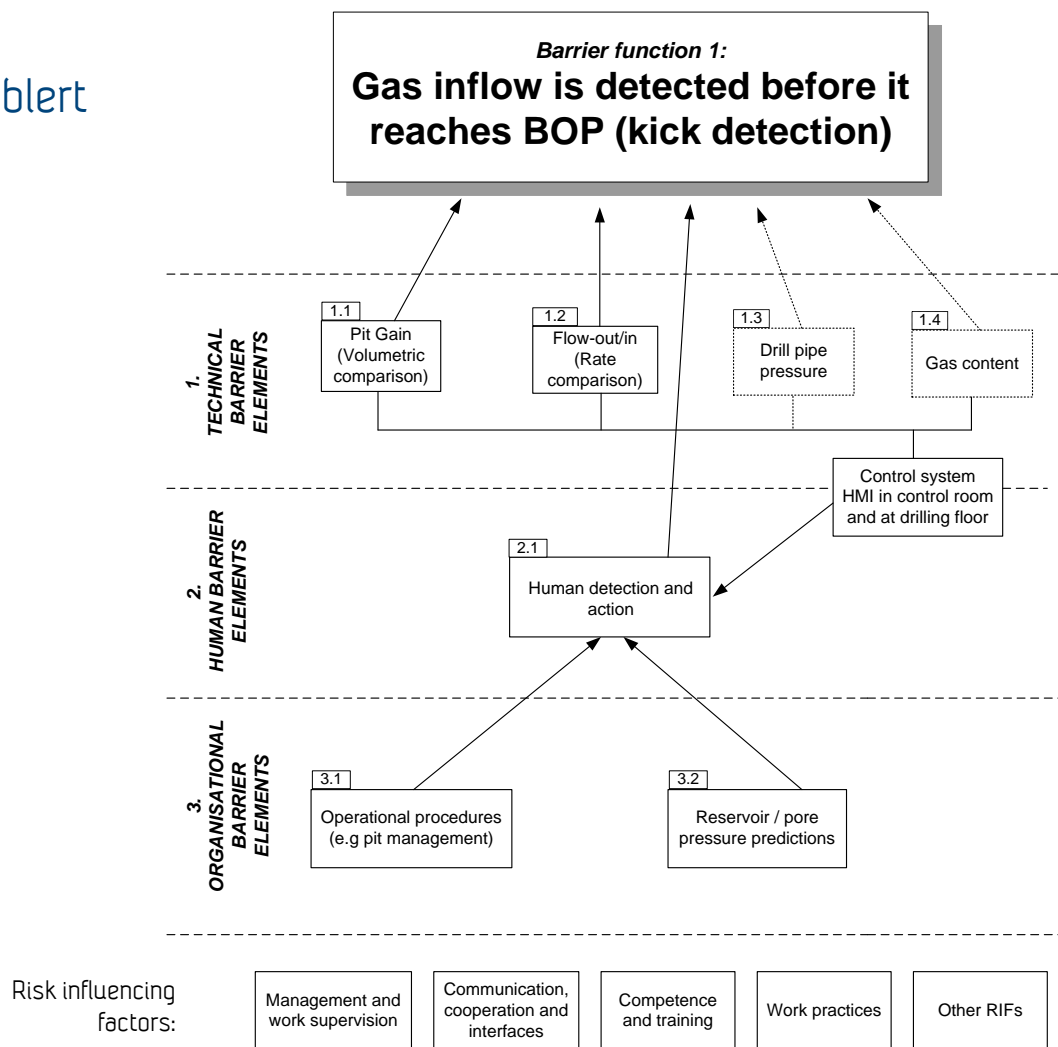 blert
Barrier function 1:
Gas inflow is detected before it
reaches BOP (kick detection)
1.
TECHNICAL
BARRIER
ELEMENTS
1.1
Pit Gain
(Volumetric
comparison)
1.2
Flow-out/in
(Rate
comparison)
1.3
Drill pipe
pressure
1.4
Gas content
Control system
HMI in control room
and at drilling floor
2.
HUMAN BARRIER
ELEMENTS
2.1
Human detection and
action
3.
ORGANISATIONAL
BARRIER
ELEMENTS
3.1
Operational procedures
(e.g pit management)
3.2
Reservoir / pore
pressure predictions
Risk influencing
factors:
Management and
work supervision
Communication,
cooperation and
interfaces
Competence
and training
Work practices
Other RIFs